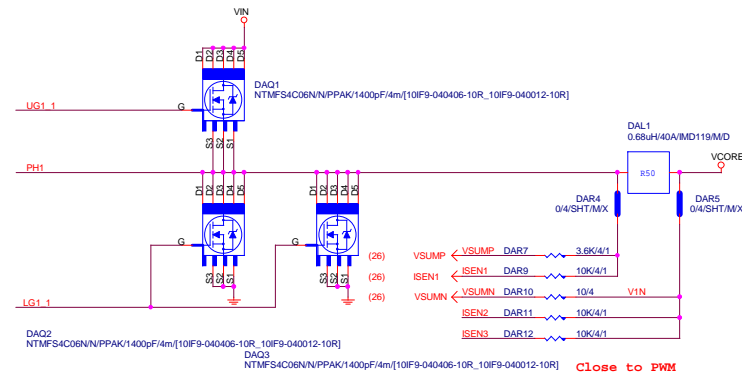 VIN
D1 D2 D3 D4 D5
DAQ1
NTMFS4C06N/N/PPAK/1400pF/4m/[10IF9-040406-10R_10IF9-040012-10R]
UG1_1
G
S3 S2 S1
DAL1
0.68uH/40A/IMD119/M/D
VCORE
PH1
R50
D1 D2 D3 D4 D5
D1 D2 D3 D4 D5
DAR4
0/4/SHT/M/X
DAR5
0/4/SHT/M/X
G
G
(26) VSUMP VSUMP DAR7 3.6K/4/1
(26) ISEN1 ISEN1 DAR9 10K/4/1
S3 S2 S1
S3 S2 S1
(26) VSUMN VSUMN DAR10 10/4 V1N
LG1_1
ISEN2 DAR11 10K/4/1
ISEN3 DAR12 10K/4/1
DAQ2
NTMFS4C06N/N/PPAK/1400pF/4m/[10IF9-040406-10R_10IF9-040012-10R]
DAQ3
NTMFS4C06N/N/PPAK/1400pF/4m/[10IF9-040406-10R_10IF9-040012-10R]
Close to PWM